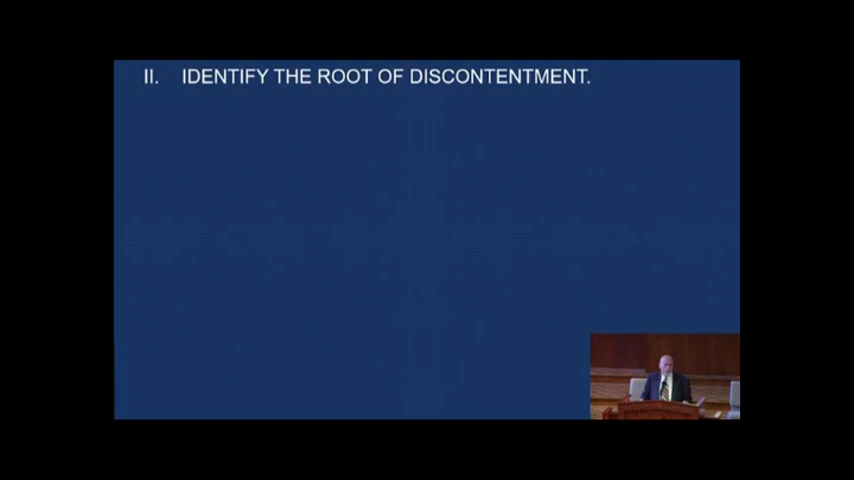 II. IDENTIFY THE ROOT OF DISCONTENTMENT.